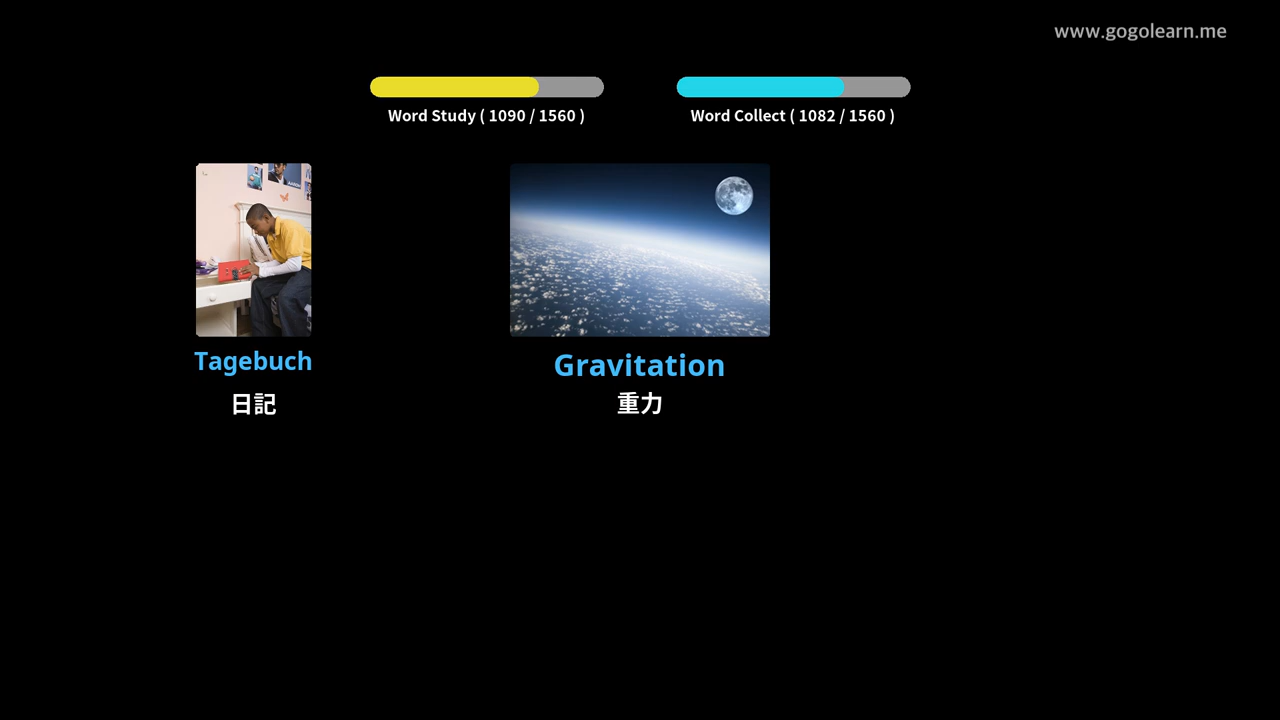 www.gogolearn.me
Word Study ( 1090 / 1560 )
Word Collect ( 1082 / 1560 )
Tagebuch
日記
Gravitation
重力